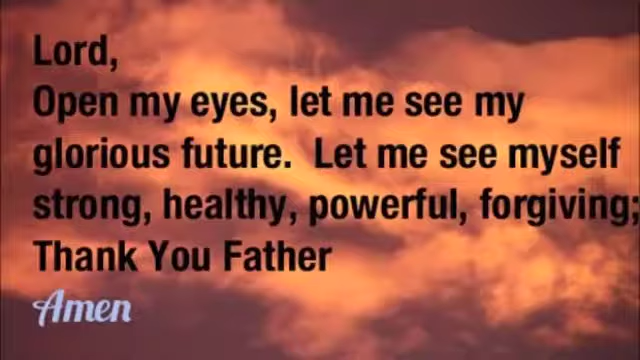 Lord,
Open my eyes, let me see my
glorious future.  Let me see myself
strong, healthy, powerful, forgiving;
Thank You Father
Amen